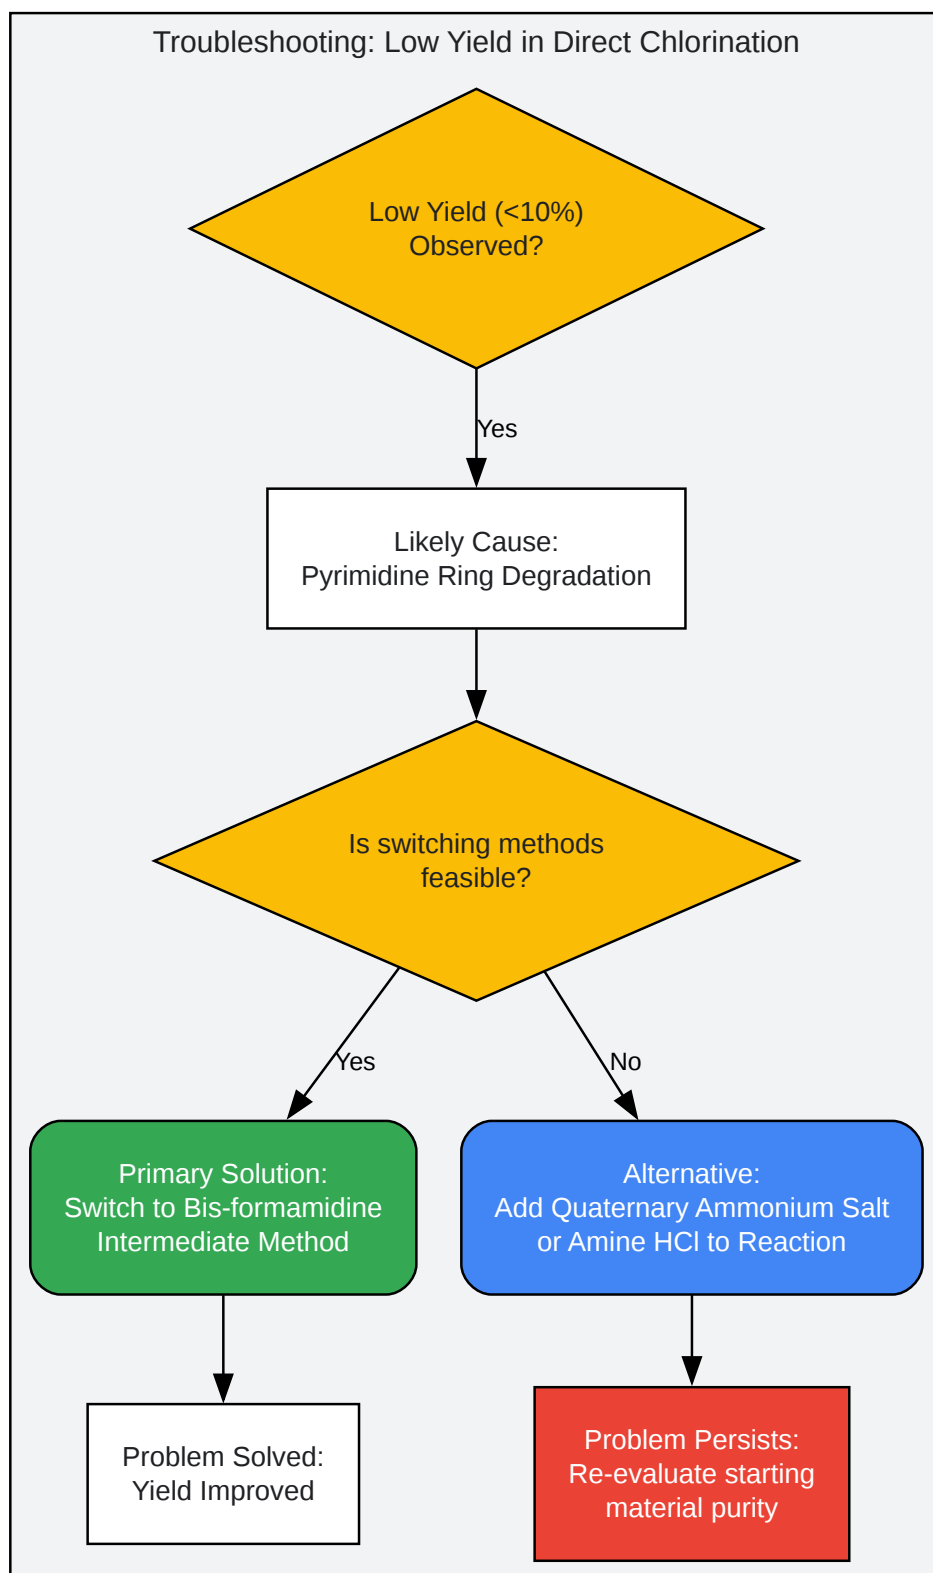 Troubleshooting: Low Yield in Direct Chlorination
Low Yield (<10%)
Observed?
Yes
Likely Cause:
Pyrimidine Ring Degradation
Is switching methods
feasible?
Yes
No
Primary Solution:
Switch to Bis-formamidine
Intermediate Method
Alternative:
Add Quaternary Ammonium Salt
or Amine HCl to Reaction
Problem Solved:
Yield Improved
Problem Persists:
Re-evaluate starting
material purity